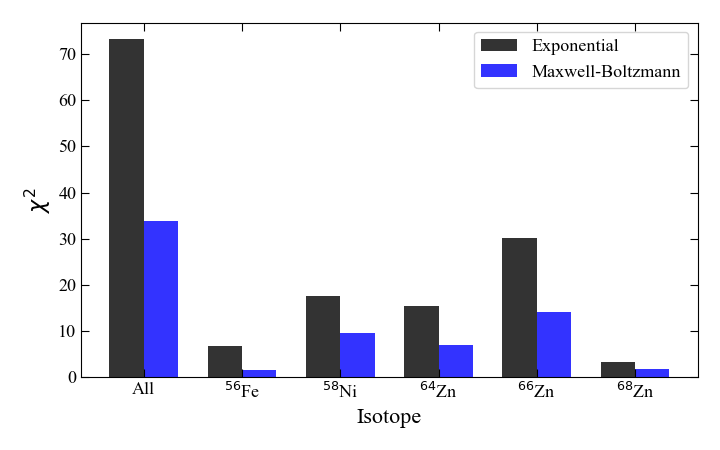 Exponential
Maxwell-Boltzmann
χ²
70
60
50
40
30
20
10
0
All ⁵⁶Fe ⁵⁸Ni ⁶⁴Zn ⁶⁶Zn ⁶⁸Zn
Isotope